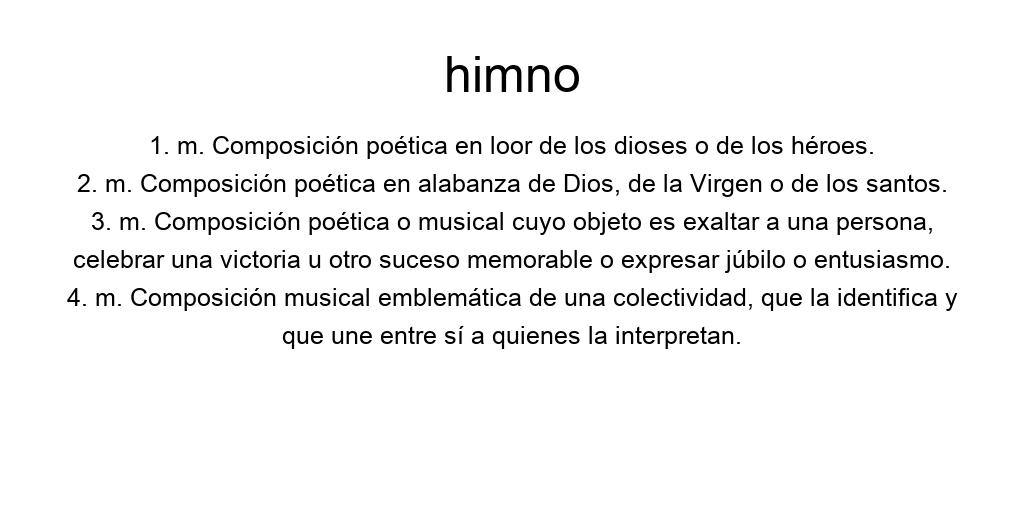 himno
1. m. Composición poética en loor de los dioses o de los héroes.
2. m. Composición poética en alabanza de Dios, de la Virgen o de los santos.
3. m. Composición poética o musical cuyo objeto es exaltar a una persona,
celebrar una victoria u otro suceso memorable o expresar júbilo o entusiasmo.
4. m. Composición musical emblemática de una colectividad, que la identifica y
que une entre sí a quienes la interpretan.